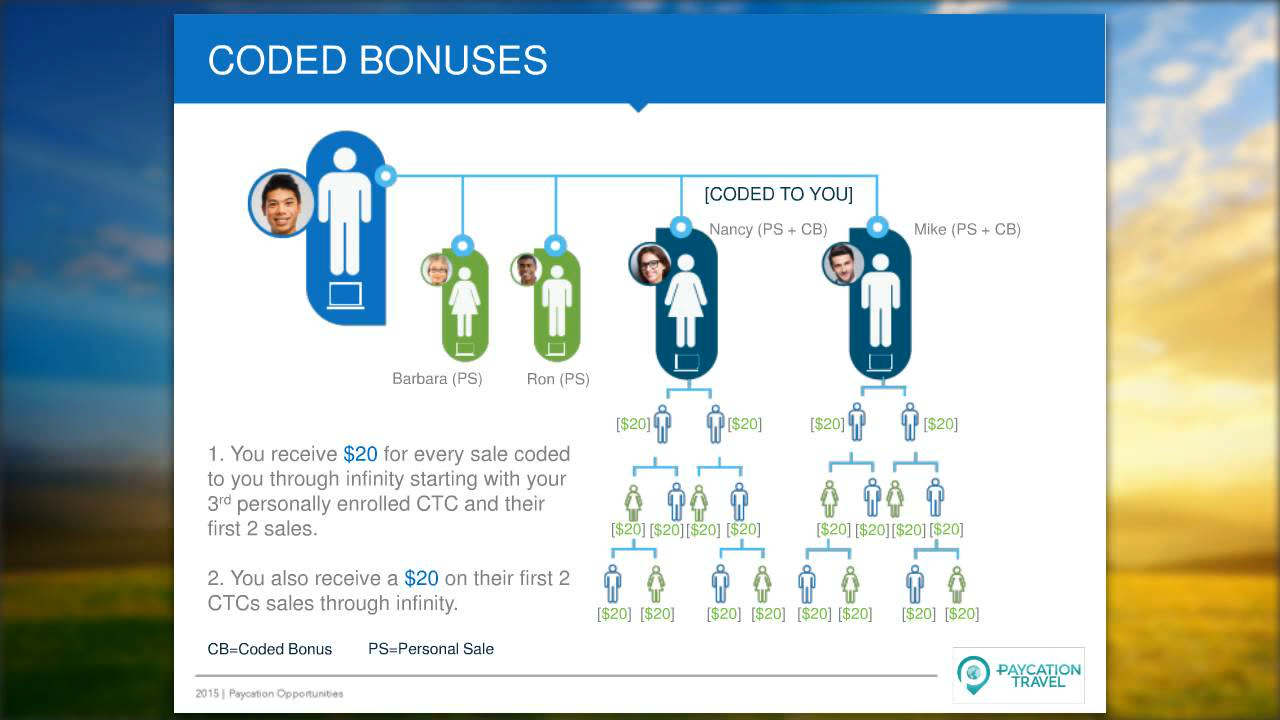 CODED BONUSES
[CODED TO YOU]
Nancy (PS + CB)
Mike (PS + CB)
Barbara (PS)
Ron (PS)
[$20] [$20] [$20] [$20]
1. You receive $20 for every sale coded
to you through infinity starting with your
3rd personally enrolled CTC and their
first 2 sales.
[$20] [$20] [$20] [$20] [$20] [$20] [$20] [$20]
2. You also receive a $20 on their first 2
CTCs sales through infinity.
[$20] [$20] [$20] [$20] [$20] [$20] [$20] [$20]
CB=Coded Bonus PS=Personal Sale
2015 | Paycation Opportunities
PAYCATION
TRAVEL